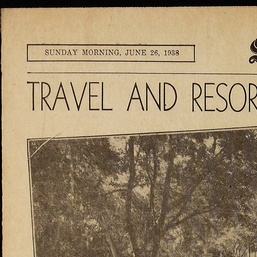 SUNDAY MORNING, JUNE 26, 1938
TRAVEL AND RESOR